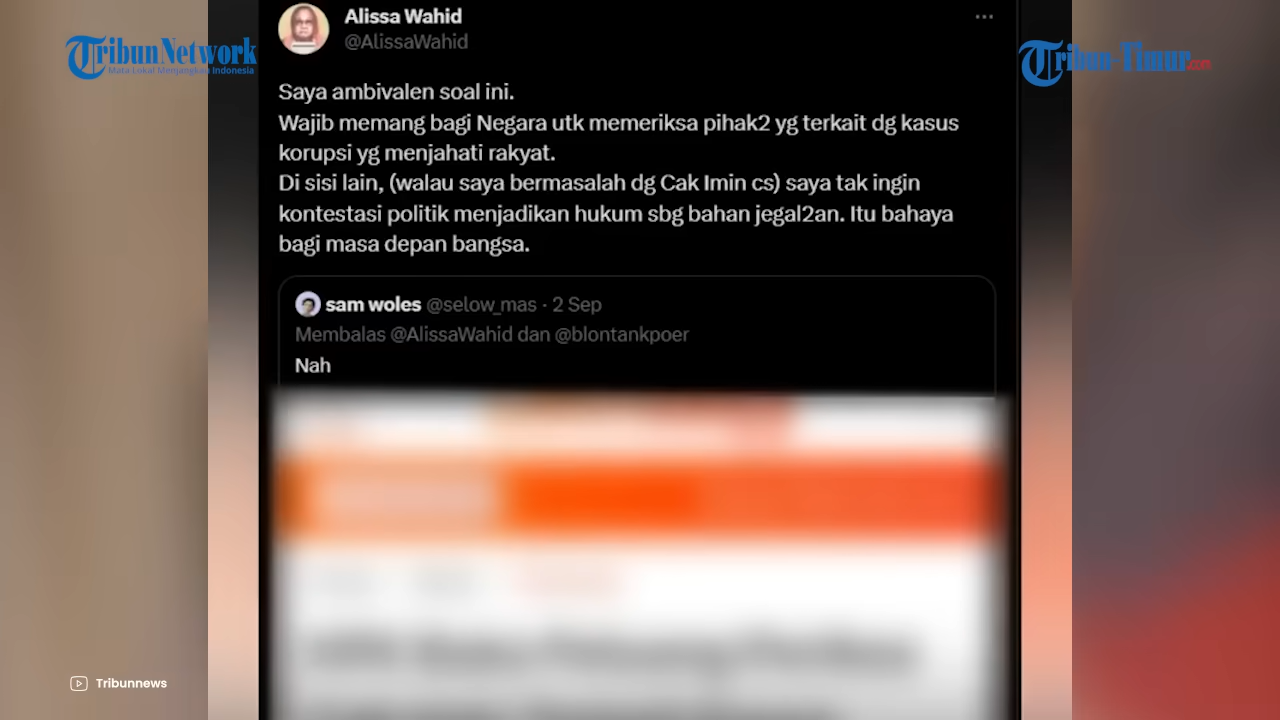 Alissa Wahid
@AlissaWahid
TribunNetwork
Mata Lokal Menjangkau Indonesia
Tribun-Timur.com
Saya ambivalen soal ini.
Wajib memang bagi Negara utk memeriksa pihak2 yg terkait dg kasus
korupsi yg menjahati rakyat.
Di sisi lain, (walau saya bermasalah dg Cak Imin cs) saya tak ingin
kontestasi politik menjadikan hukum sbg bahan jegal2an. Itu bahaya
bagi masa depan bangsa.
sam woles @selow_mas · 2 Sep
Membalas @AlissaWahid dan @blontankpoer
Nah
Tribunnews